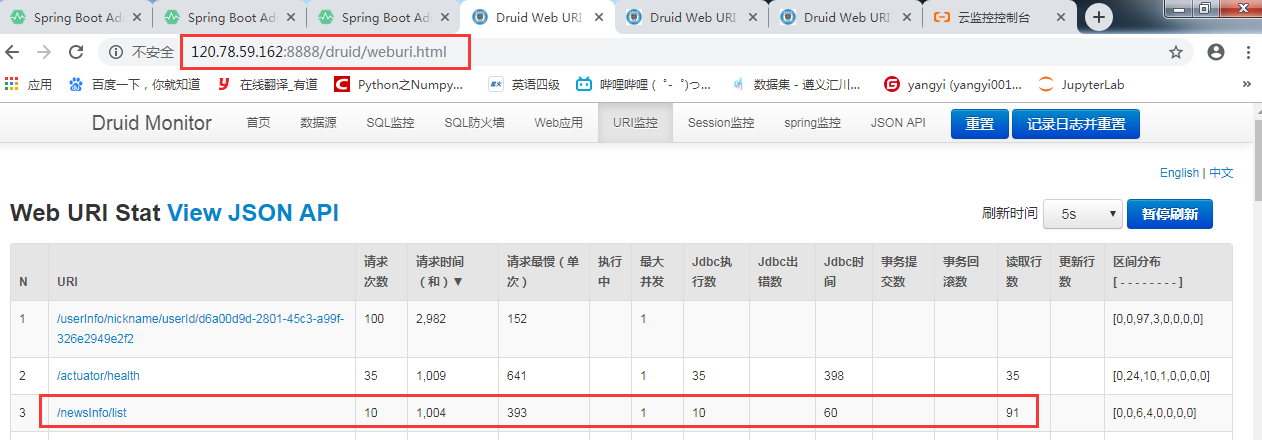 Spring Boot Ad
Spring Boot Ad
Spring Boot Ad
Druid Web URI
Druid Web URI
Druid Web URI
云监控控制台
不安全
120.78.59.162:8888/druid/weburi.html
应用
百度一下，你就知道
在线翻译_有道
Python之Numpy...
英语四级
哔哩哔哩 ( ゜- ゜)つ...
数据集 - 遵义汇川...
yangyi (yangyi001...
JupyterLab
»
Druid Monitor
首页
数据源
SQL监控
SQL防火墙
Web应用
URI监控
Session监控
spring监控
JSON API
重置
记录日志并重置
English | 中文
Web URI Stat View JSON API
刷新时间
5s
暂停刷新
N URI 请求次数 请求时间（和）▼ 请求最慢（单次） 执行中 最大并发 Jdbc执行数 Jdbc出错数 Jdbc时间 事务提交数 事务回滚数 读取行数 更新行数 区间分布 [ - - - - - - - - ]
1 /userInfo/nickname/userId/d6a00d9d-2801-45c3-a99f-326e2949e2f2 100 2,982 152 1 [0,0,97,3,0,0,0,0]
2 /actuator/health 35 1,009 641 1 35 398 35 [0,24,10,1,0,0,0,0]
3 /newsInfo/list 10 1,004 393 1 10 60 91 [0,0,6,4,0,0,0,0]